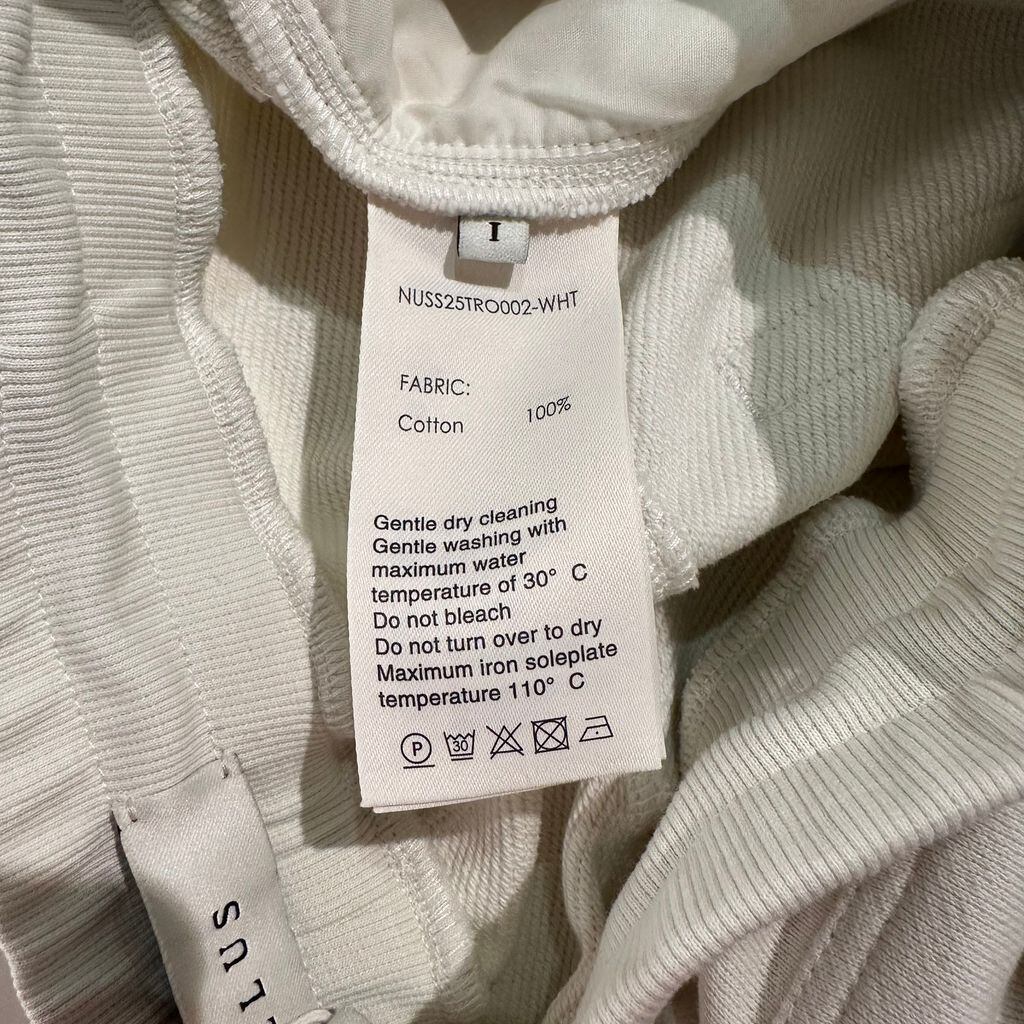 I
NUSS25TRO002-WHT
FABRIC:
Cotton 100%
Gentle dry cleaning
Gentle washing with
maximum water
temperature of 30° C
Do not bleach
Do not turn over to dry
Maximum iron soleplate
temperature 110° C
P 30